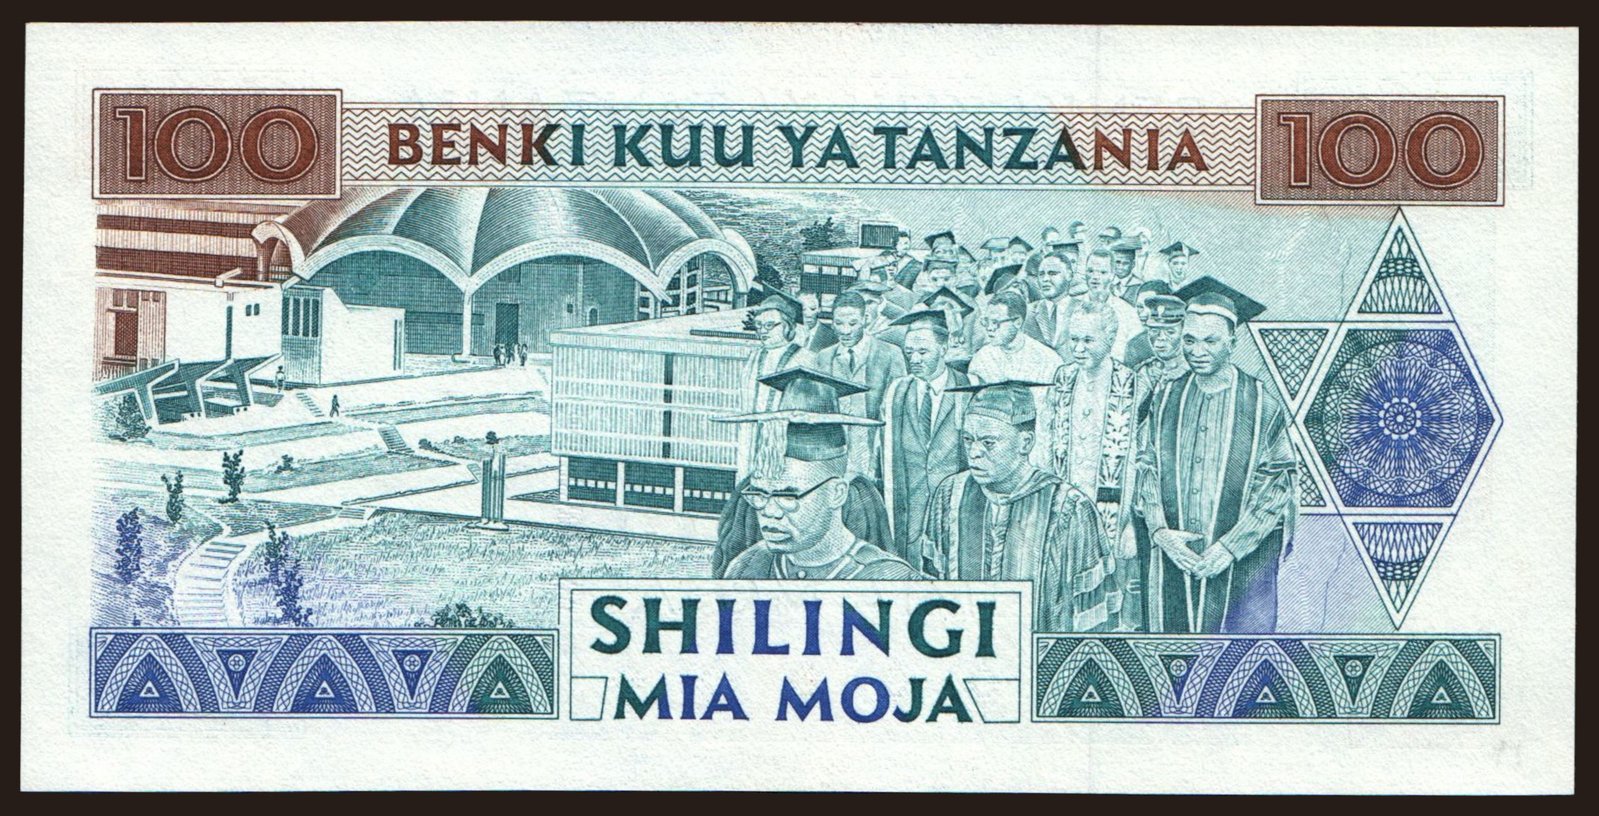 100 BENKI KUU YA TANZANIA 100
SHILINGI
MIA MOJA